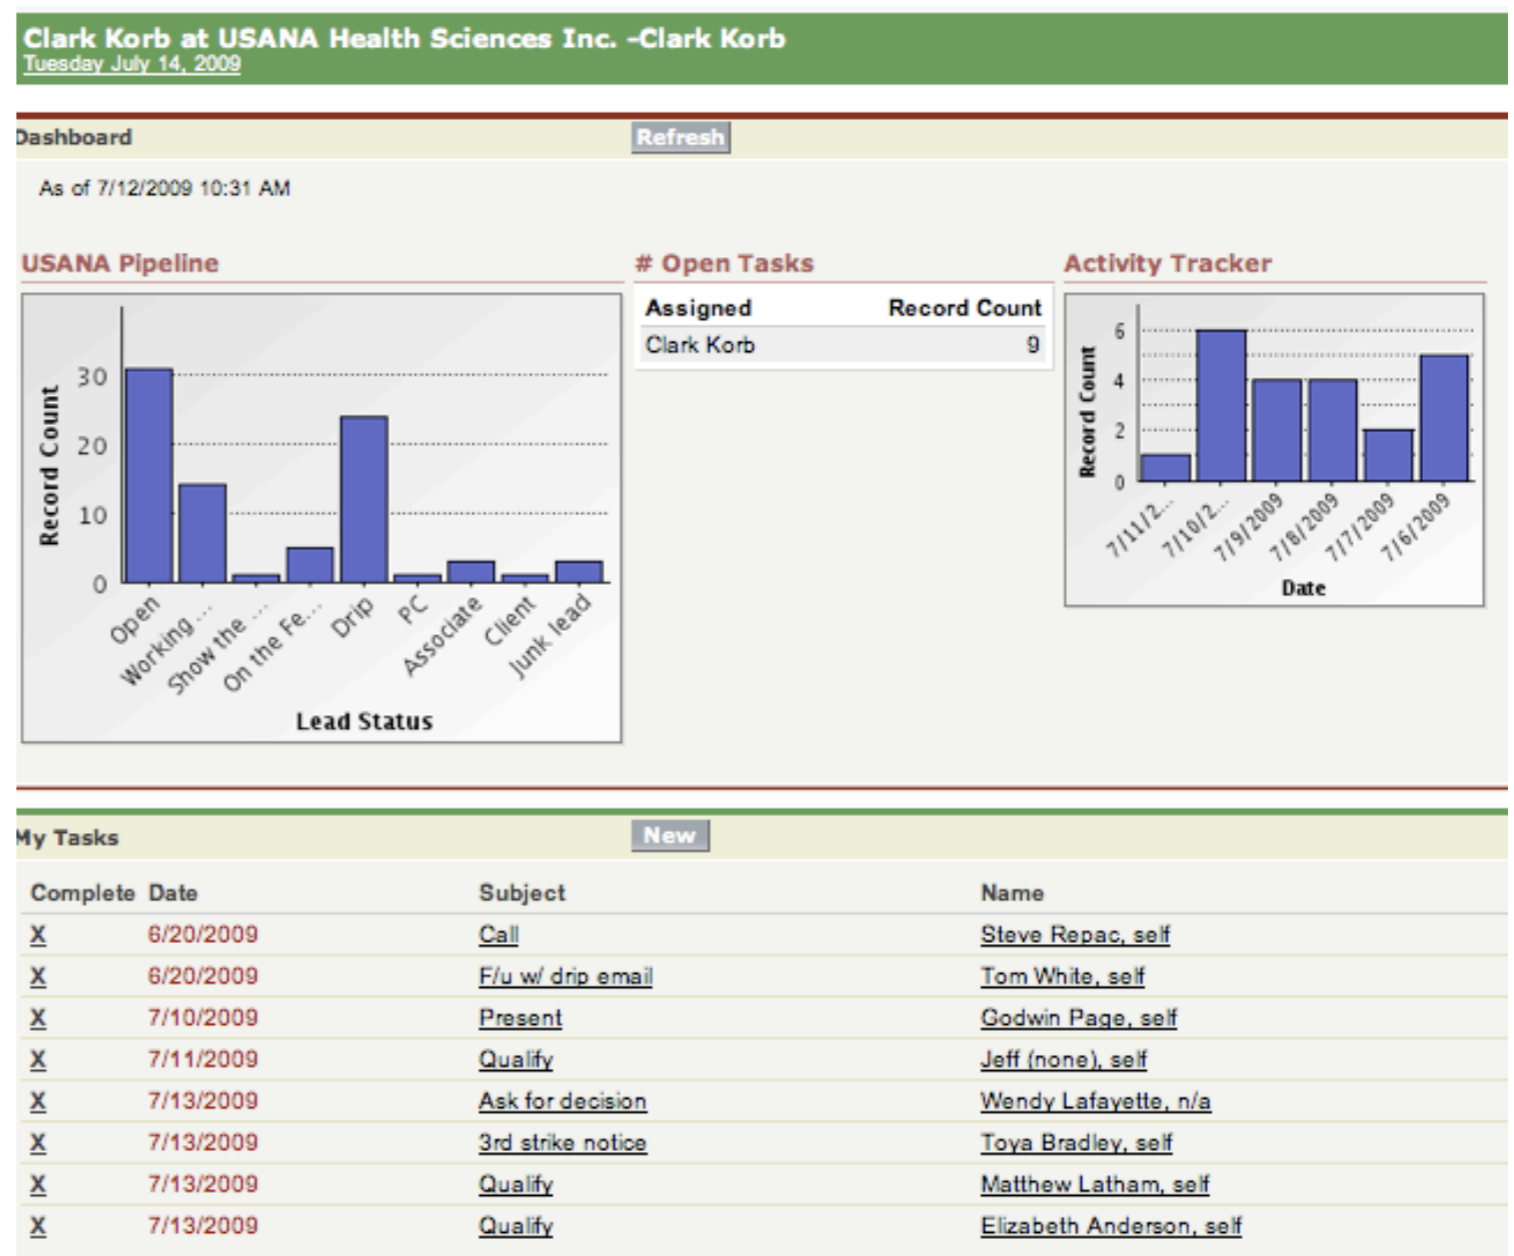 Clark Korb at USANA Health Sciences Inc. -Clark Korb
Tuesday July 14, 2009
Dashboard
Refresh
As of 7/12/2009 10:31 AM
USANA Pipeline
Record Count
30
20
10
0
Open
Working ...
Show the ...
On the Fe...
Drip
PC
Associate
Client
Junk lead
Lead Status
# Open Tasks
Assigned Record Count
Clark Korb 9
Activity Tracker
Record Count
6
4
2
0
7/11/2...
7/10/2...
7/9/2009
7/8/2009
7/7/2009
7/6/2009
Date
My Tasks
New
Complete Date Subject Name
X 6/20/2009 Call Steve Repac, self
X 6/20/2009 F/u w/ drip email Tom White, self
X 7/10/2009 Present Godwin Page, self
X 7/11/2009 Qualify Jeff (none), self
X 7/13/2009 Ask for decision Wendy Lafayette, n/a
X 7/13/2009 3rd strike notice Toya Bradley, self
X 7/13/2009 Qualify Matthew Latham, self
X 7/13/2009 Qualify Elizabeth Anderson, self